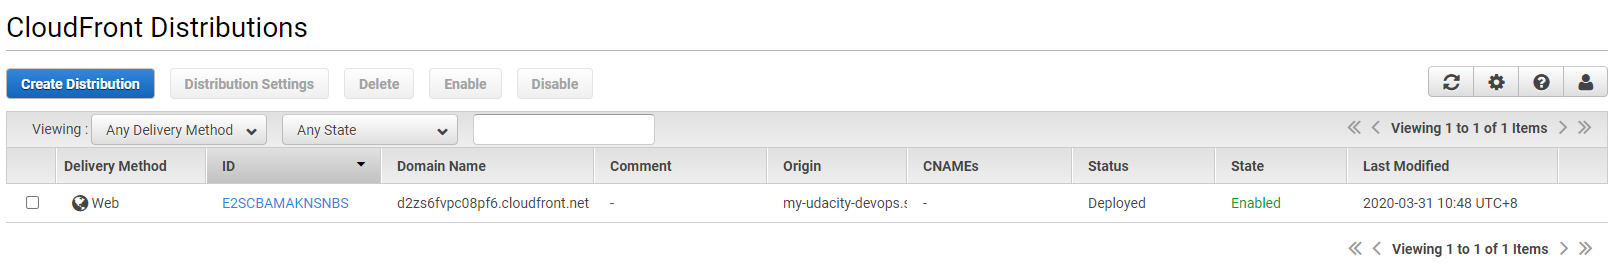 CloudFront Distributions
Create Distribution Distribution Settings Delete Enable Disable
Viewing : Any Delivery Method Any State Viewing 1 to 1 of 1 Items
Delivery Method ID Domain Name Comment Origin CNAMEs Status State Last Modified
Web E2SCBAMAKNSNBS d2zs6fvpc08pf6.cloudfront.net - my-udacity-devops.s - Deployed Enabled 2020-03-31 10:48 UTC+8
Viewing 1 to 1 of 1 Items